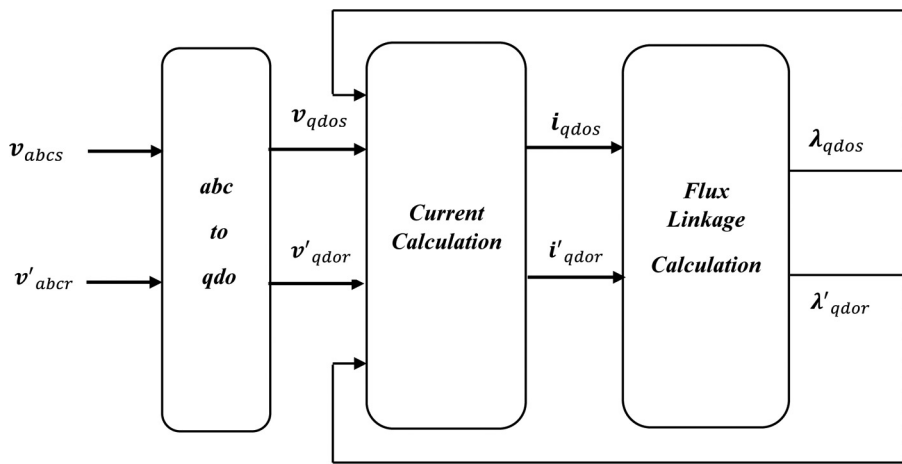 v_abcs
v'_abcr
abc
to
qdo
v_qdos
v'_qdor
Current
Calculation
i_qdos
i'_qdor
Flux
Linkage
Calculation
λ_qdos
λ'_qdor